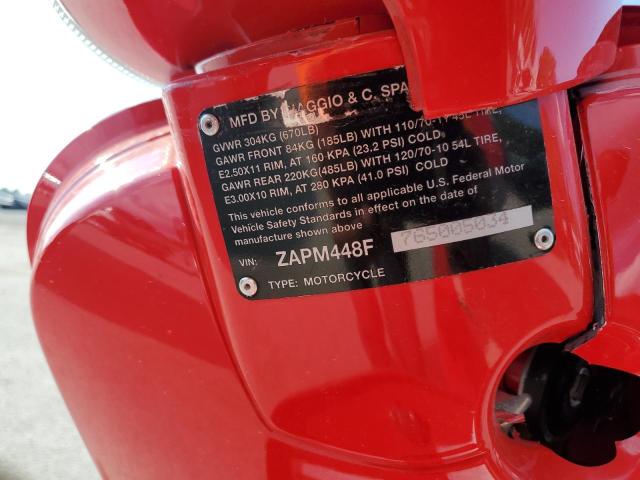 MFD BY PIAGGIO & C. SPA
GVWR 304KG (670LB)
GAWR FRONT 84KG (185LB) WITH 110/70-11 45L TIRE,
E2.50X11 RIM, AT 160 KPA (23.2 PSI) COLD
GAWR REAR 220KG(485LB) WITH 120/70-10 54L TIRE,
E3.00X10 RIM, AT 280 KPA (41.0 PSI) COLD
This vehicle conforms to all applicable U.S. Federal Motor
Vehicle Safety Standards in effect on the date of
manufacture shown above
VIN: ZAPM448F 765005034
TYPE: MOTORCYCLE